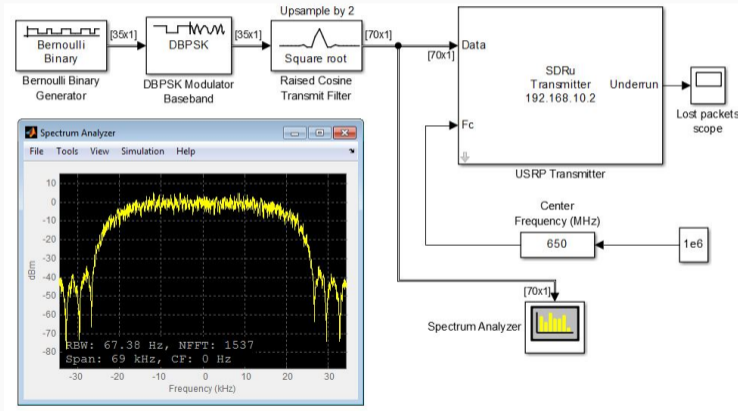 Upsample by 2
[35x1]
[35x1]
[70x1]
Bernoulli
Binary
DBPSK
Square root
Bernoulli Binary
Generator
DBPSK Modulator
Baseband
Raised Cosine
Transmit Filter
[70x1]
Data
SDRu
Transmitter
192.168.10.2
Underrun
Fc
Lost packets
scope
USRP Transmitter
Center
Frequency (MHz)
650
1e6
[70x1]
Spectrum Analyzer
Spectrum Analyzer
File Tools View Simulation Help
10
0
-10
-20
-30
-40
-50
-60
-70
-80
dBm
RBW: 67.38 Hz, NFFT: 1537
Span: 69 kHz, CF: 0 Hz
-30 -20 -10 0 10 20 30
Frequency (kHz)